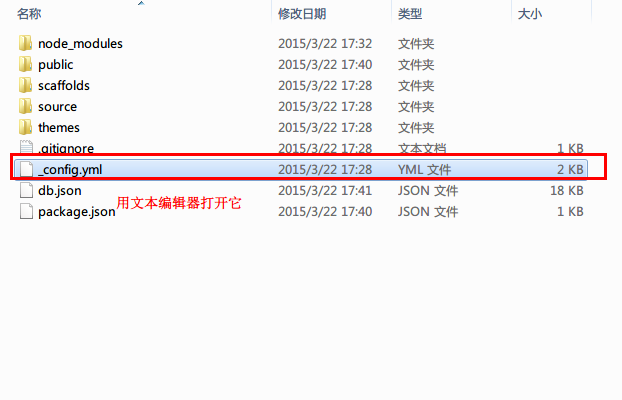 名称 修改日期 类型 大小
node_modules 2015/3/22 17:32 文件夹
public 2015/3/22 17:40 文件夹
scaffolds 2015/3/22 17:28 文件夹
source 2015/3/22 17:28 文件夹
themes 2015/3/22 17:28 文件夹
.gitignore 2015/3/22 17:28 文本文档 1 KB
_config.yml 2015/3/22 17:28 YML 文件 2 KB
db.json 2015/3/22 17:41 JSON 文件 18 KB
用文本编辑器打开它
package.json 2015/3/22 17:40 JSON 文件 1 KB